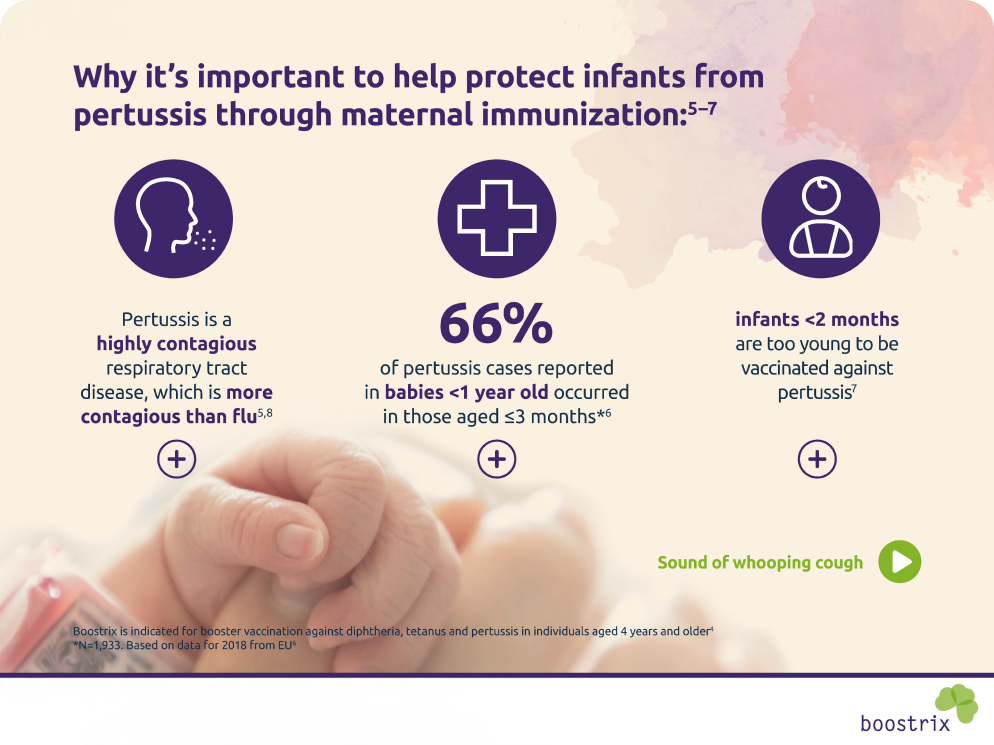 Why it's important to help protect infants from
pertussis through maternal immunization:5–7
Pertussis is a
highly contagious
respiratory tract
disease, which is more
contagious than flu5,8
66%
of pertussis cases reported
in babies <1 year old occurred
in those aged ≤3 months*6
infants <2 months
are too young to be
vaccinated against
pertussis7
Sound of whooping cough
Boostrix is indicated for booster vaccination against diphtheria, tetanus and pertussis in individuals aged 4 years and older1
*N=1,933. Based on data for 2018 from EU6
boostrix